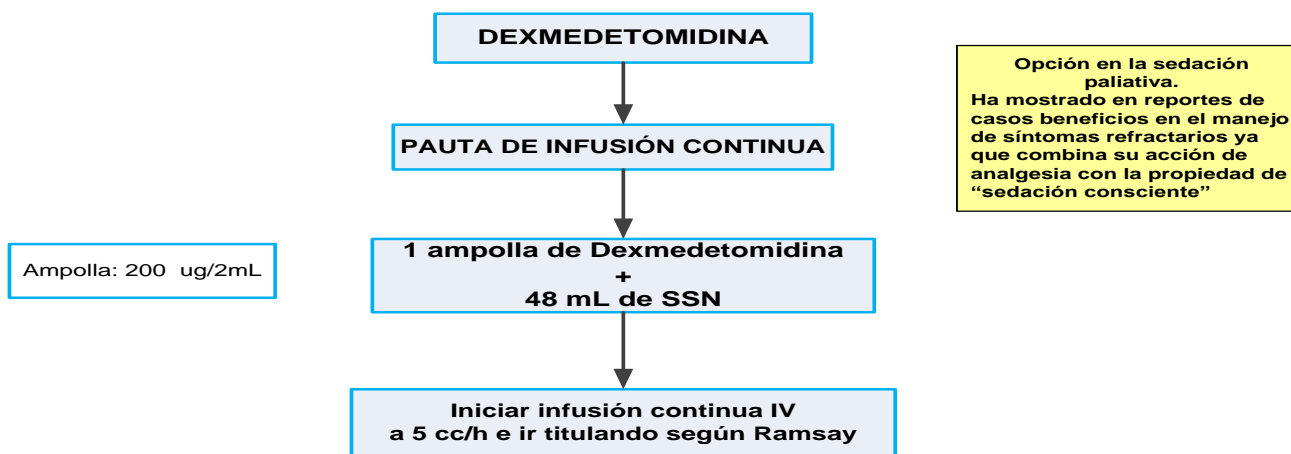 DEXMEDETOMIDINA
PAUTA DE INFUSIÓN CONTINUA
1 ampolla de Dexmedetomidina
+
48 mL de SSN
Iniciar infusión continua IV
a 5 cc/h e ir titulando según Ramsay
Ampolla: 200 ug/2mL
Opción en la sedación
paliativa.
Ha mostrado en reportes de
casos beneficios en el manejo
de síntomas refractarios ya
que combina su acción de
analgesia con la propiedad de
“sedación consciente”